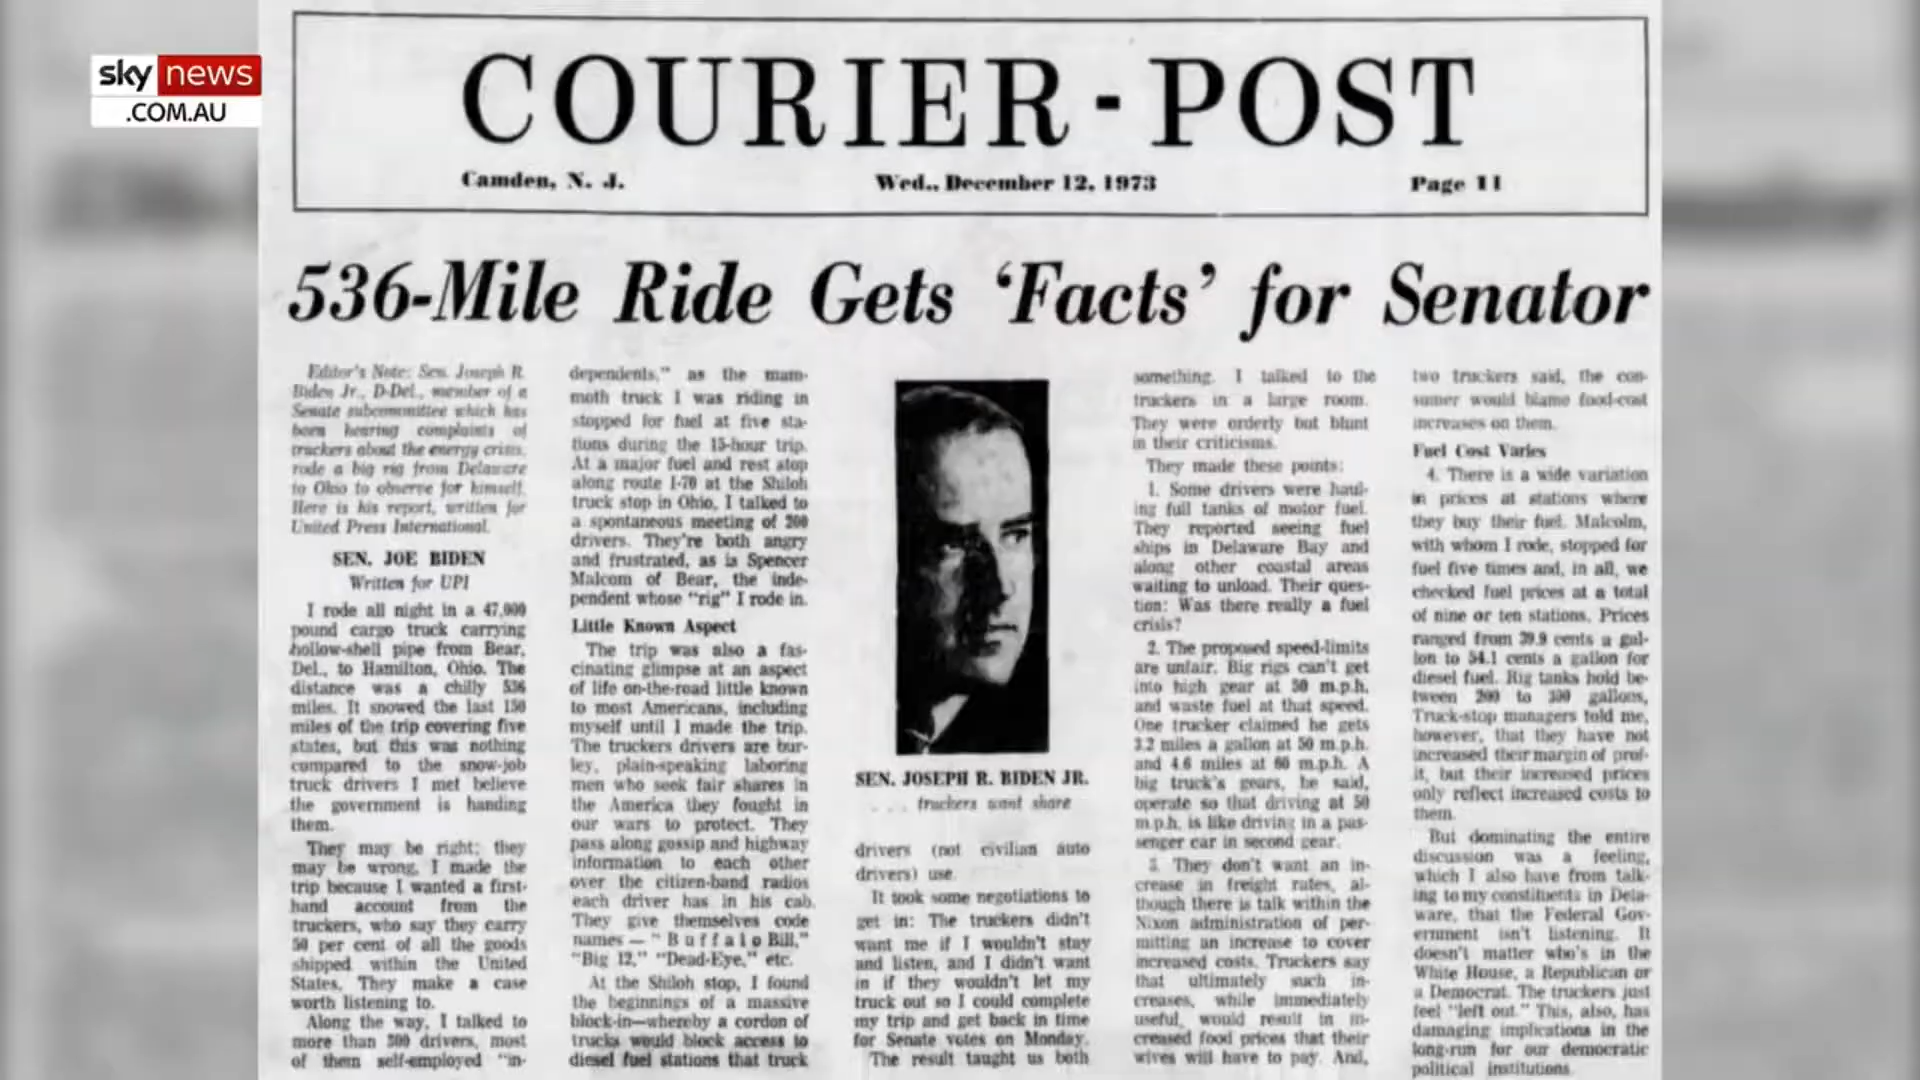 sky news
.COM.AU
COURIER-POST
Camden, N. J. Wed., December 12, 1973 Page 11
536-Mile Ride Gets 'Facts' for Senator
Editor's Note: Sen. Joseph R.
Biden Jr., D-Del., member of a
Senate subcommittee which has
been hearing complaints of
truckers about the energy crisis,
rode a big rig from Delaware
to Ohio to observe for himself.
Here is his report, written for
United Press International.
SEN. JOE BIDEN
Written for UPI
I rode all night in a 47,000
pound cargo truck carrying
hollow-shell pipe from Bear,
Del., to Hamilton, Ohio. The
distance was a chilly 536
miles. It snowed the last 150
miles of the trip covering five
states, but this was nothing
compared to the snow-job
truck drivers I met believe
the government is handing
them.
They may be right; they
may be wrong. I made the
trip because I wanted a first-
hand account from the
truckers, who say they carry
50 per cent of all the goods
shipped within the United
States. They make a case
worth listening to.
Along the way, I talked to
more than 300 drivers, most
of them self-employed "in-
dependents," as the mam-
moth truck I was riding in
stopped for fuel at five sta-
tions during the 15-hour trip.
At a major fuel and rest stop
along route I-70 at the Shiloh
truck stop in Ohio, I talked to
a spontaneous meeting of 200
drivers. They're both angry
and frustrated, as is Spencer
Malcom of Bear, the inde-
pendent whose "rig" I rode in.
Little Known Aspect
The trip was also a fas-
cinating glimpse at an aspect
of life on-the-road little known
to most Americans, including
myself until I made the trip.
The truckers drivers are bur-
ley, plain-speaking laboring
men who seek fair shares in
the America they fought in
our wars to protect. They
pass along gossip and highway
information to each other
over the citizen-band radios
each driver has in his cab.
They give themselves code
names — "Buffalo Bill,"
"Big 12," "Dead-Eye," etc.
At the Shiloh stop, I found
the beginnings of a massive
block-in—whereby a cordon of
trucks would block access to
diesel fuel stations that truck
SEN. JOSEPH R. BIDEN JR.
. . . truckers want share
drivers (not civilian auto
drivers) use.
It took some negotiations to
get in: The truckers didn't
want me if I wouldn't stay
and listen, and I didn't want
in if they wouldn't let my
truck out so I could complete
my trip and get back in time
for Senate votes on Monday.
The result taught us both
something. I talked to the
truckers in a large room.
They were orderly but blunt
in their criticisms.
They made these points:
1. Some drivers were haul-
ing full tanks of motor fuel.
They reported seeing fuel
ships in Delaware Bay and
along other coastal areas
waiting to unload. Their ques-
tion: Was there really a fuel
crisis?
2. The proposed speed-limits
are unfair. Big rigs can't get
into high gear at 50 m.p.h.
and waste fuel at that speed.
One trucker claimed he gets
3.2 miles a gallon at 50 m.p.h.
and 4.6 miles at 60 m.p.h. A
big truck's gears, he said,
operate so that driving at 50
m.p.h. is like driving in a pas-
senger car in second gear.
3. They don't want an in-
crease in freight rates, al-
though there is talk within the
Nixon administration of per-
mitting an increase to cover
increased costs. Truckers say
that ultimately such in-
creases, while immediately
useful, would result in in-
creased food prices that their
wives will have to pay. And,
two truckers said, the con-
sumer would blame food-cost
increases on them.
Fuel Cost Varies
4. There is a wide variation
in prices at stations where
they buy their fuel. Malcolm,
with whom I rode, stopped for
fuel five times and, in all, we
checked fuel prices at a total
of nine or ten stations. Prices
ranged from 39.9 cents a gal-
lon to 54.1 cents a gallon for
diesel fuel. Rig tanks hold be-
tween 200 to 300 gallons.
Truck-stop managers told me,
however, that they have not
increased their margin of prof-
it, but their increased prices
only reflect increased costs to
them.
But dominating the entire
discussion was a feeling,
which I also have from talk-
ing to my constituents in Dela-
ware, that the Federal Gov-
ernment isn't listening. It
doesn't matter who's in the
White House, a Republican or
a Democrat. The truckers just
feel "left out." This, also, has
damaging implications in the
long-run for our democratic
political institutions.